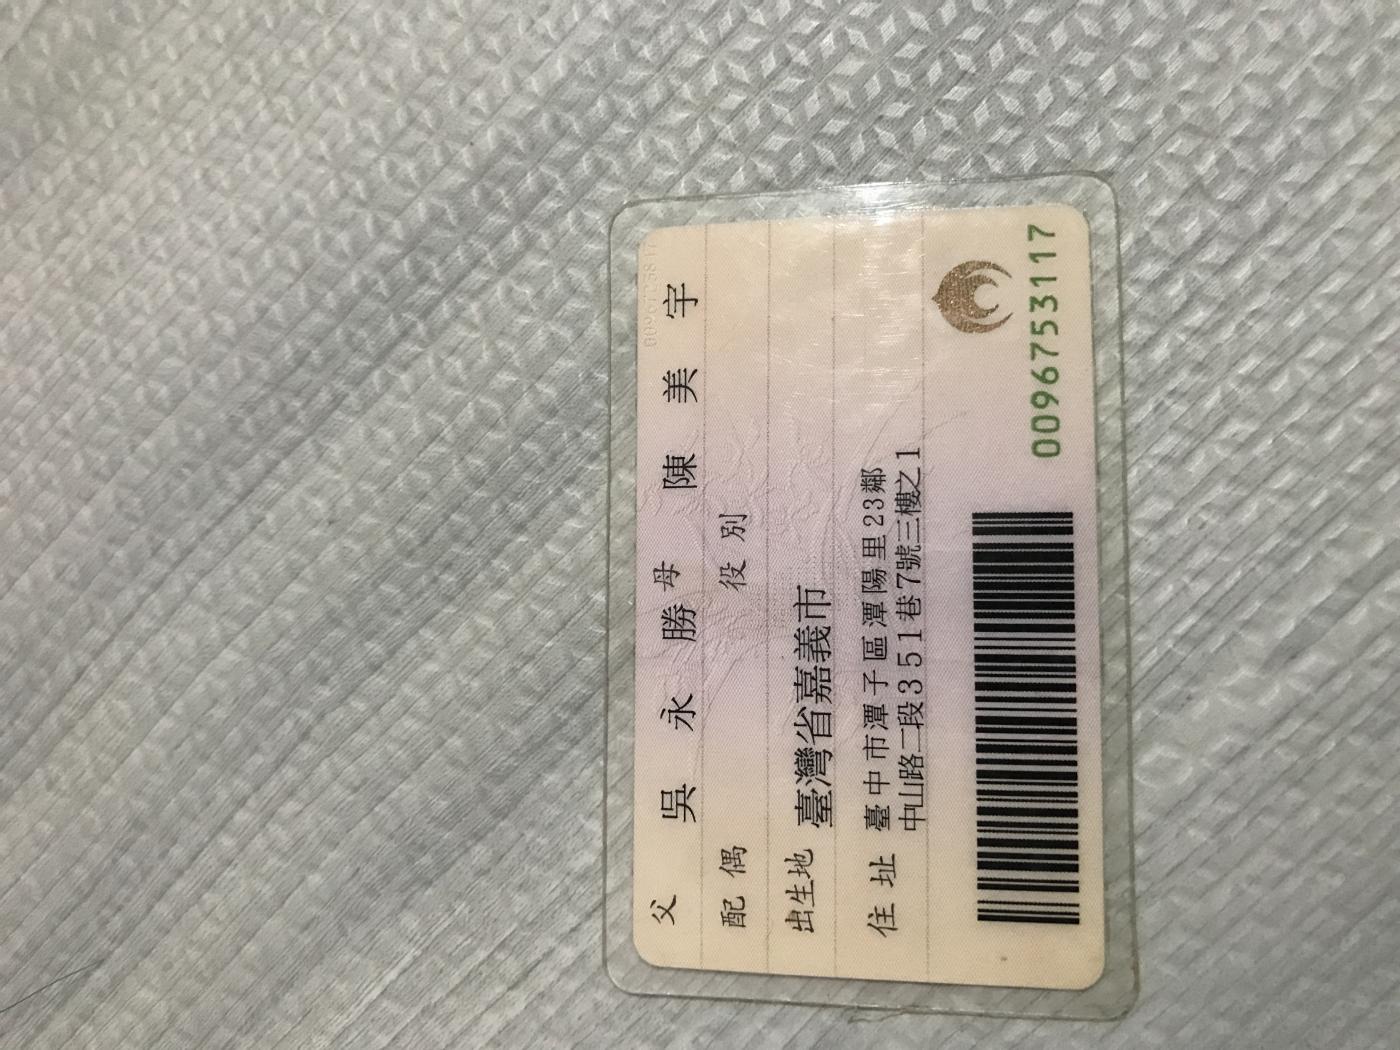 父 吳永勝 母 陳美宇
配偶 役別
出生地 臺灣省嘉義市
住址 臺中市潭子區潭陽里23鄰
中山路二段351巷7號三樓之1
0096753117